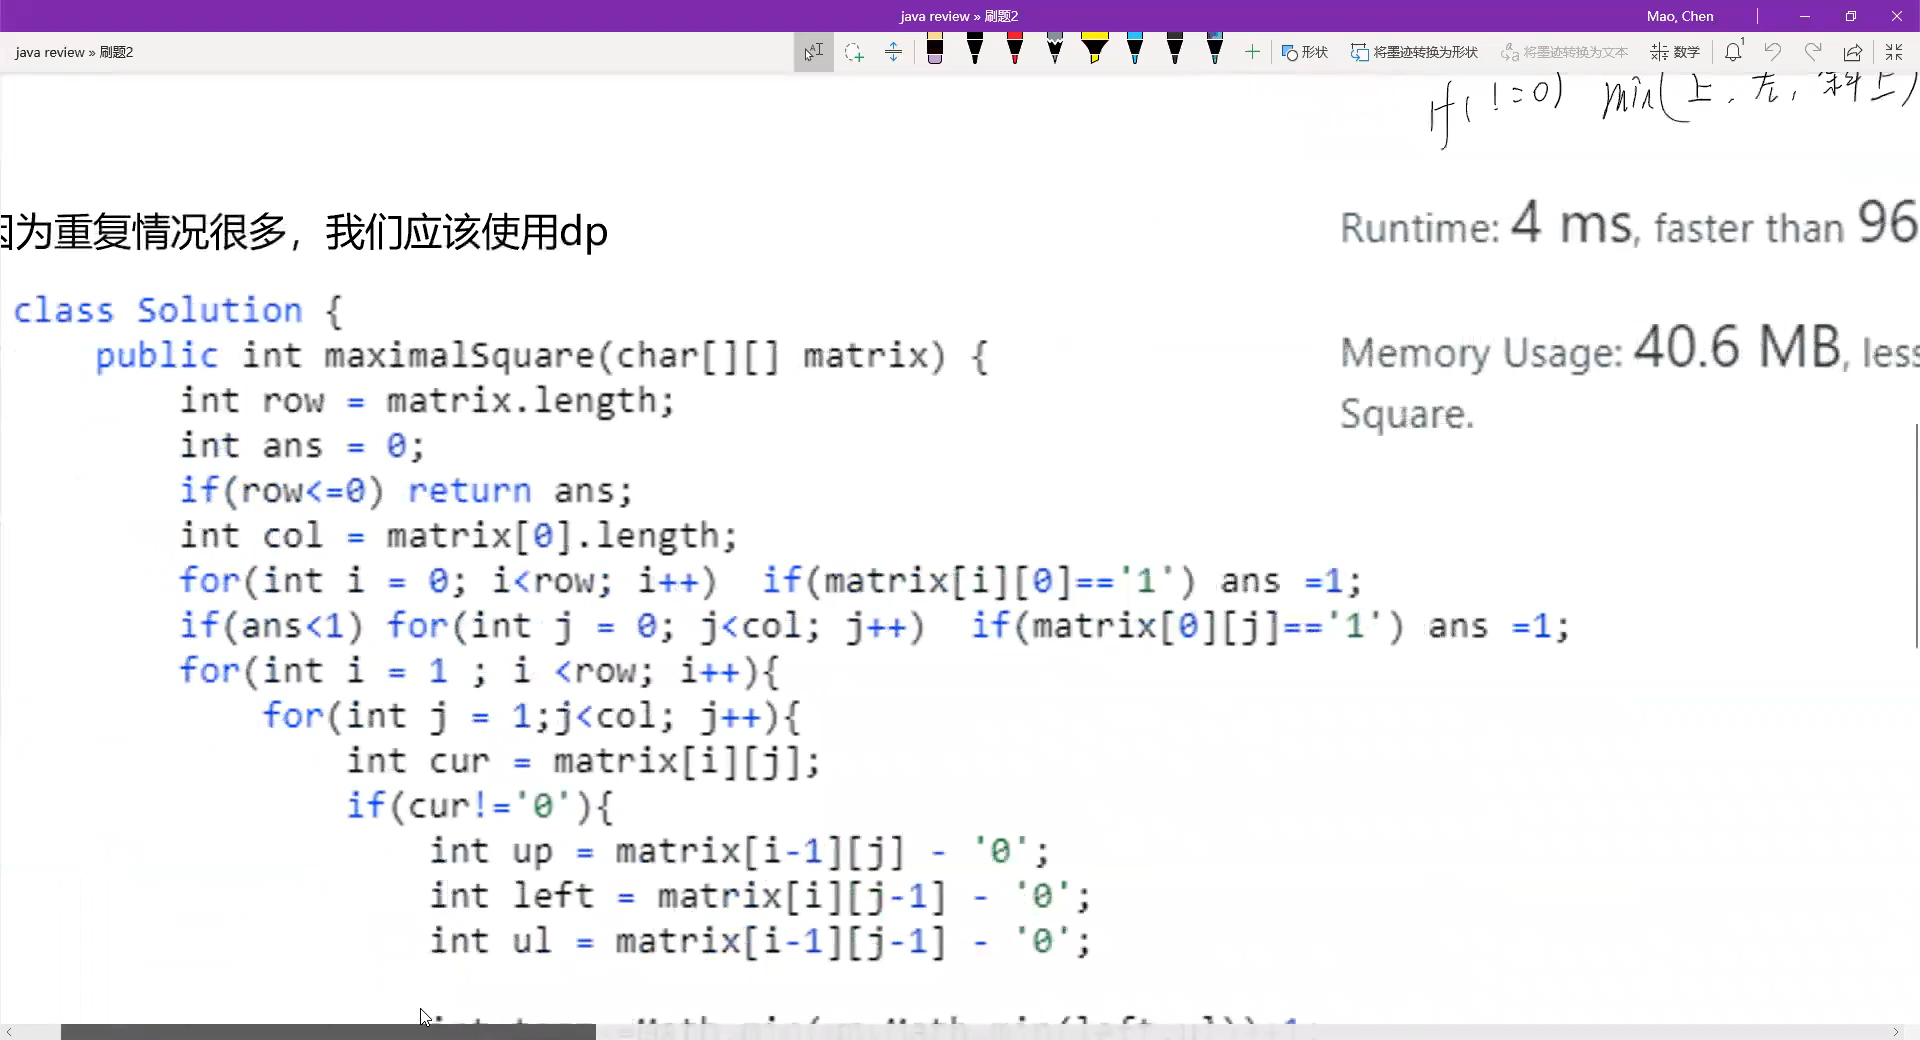 java review » 刷题2
Mao, Chen
java review » 刷题2
形状
将墨迹转换为形状
将墨迹转换为文本
数学
if( != 0) min(上, 左, 斜上)
因为重复情况很多，我们应该使用dp
Runtime: 4 ms, faster than 96
Memory Usage: 40.6 MB, less
Square.
class Solution {
public int maximalSquare(char[][] matrix) {
int row = matrix.length;
int ans = 0;
if(row<=0) return ans;
int col = matrix[0].length;
for(int i = 0; i<row; i++)  if(matrix[i][0]=='1') ans =1;
if(ans<1) for(int j = 0; j<col; j++)  if(matrix[0][j]=='1') ans =1;
for(int i = 1 ; i <row; i++){
for(int j = 1;j<col; j++){
int cur = matrix[i][j];
if(cur!='0'){
int up = matrix[i-1][j] - '0';
int left = matrix[i][j-1] - '0';
int ul = matrix[i-1][j-1] - '0';